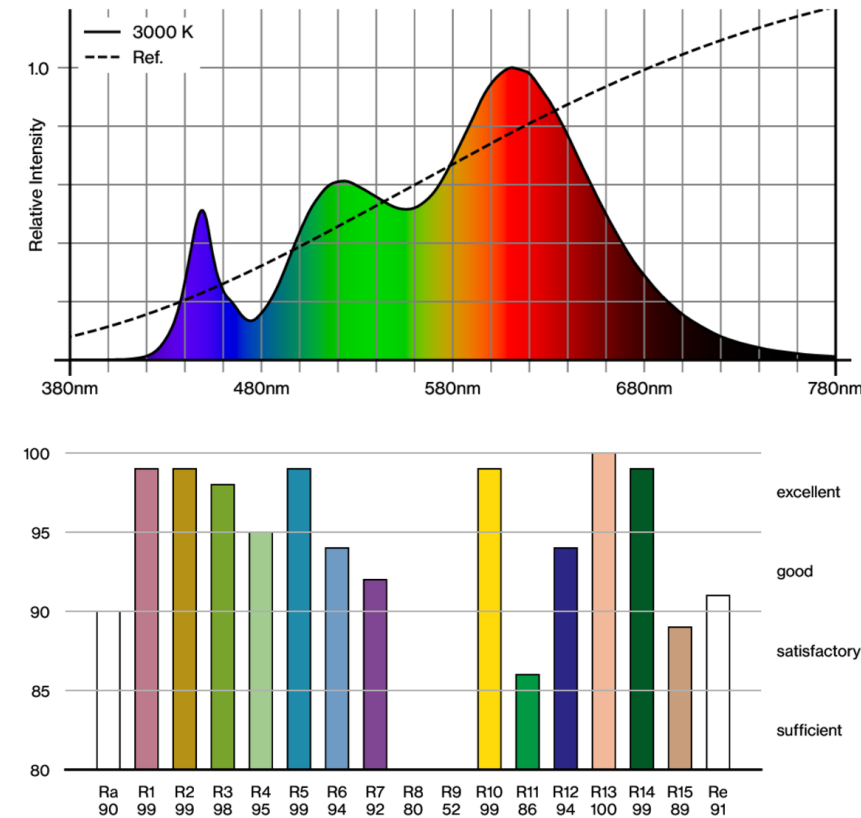 3000 K
Ref.
1.0
Relative Intensity
380nm 480nm 580nm 680nm 780nm
100
excellent
95
good
90
satisfactory
85
sufficient
80
Ra R1 R2 R3 R4 R5 R6 R7 R8 R9 R10 R11 R12 R13 R14 R15 Re
90 99 99 98 95 99 94 92 80 52 99 86 94 100 99 89 91